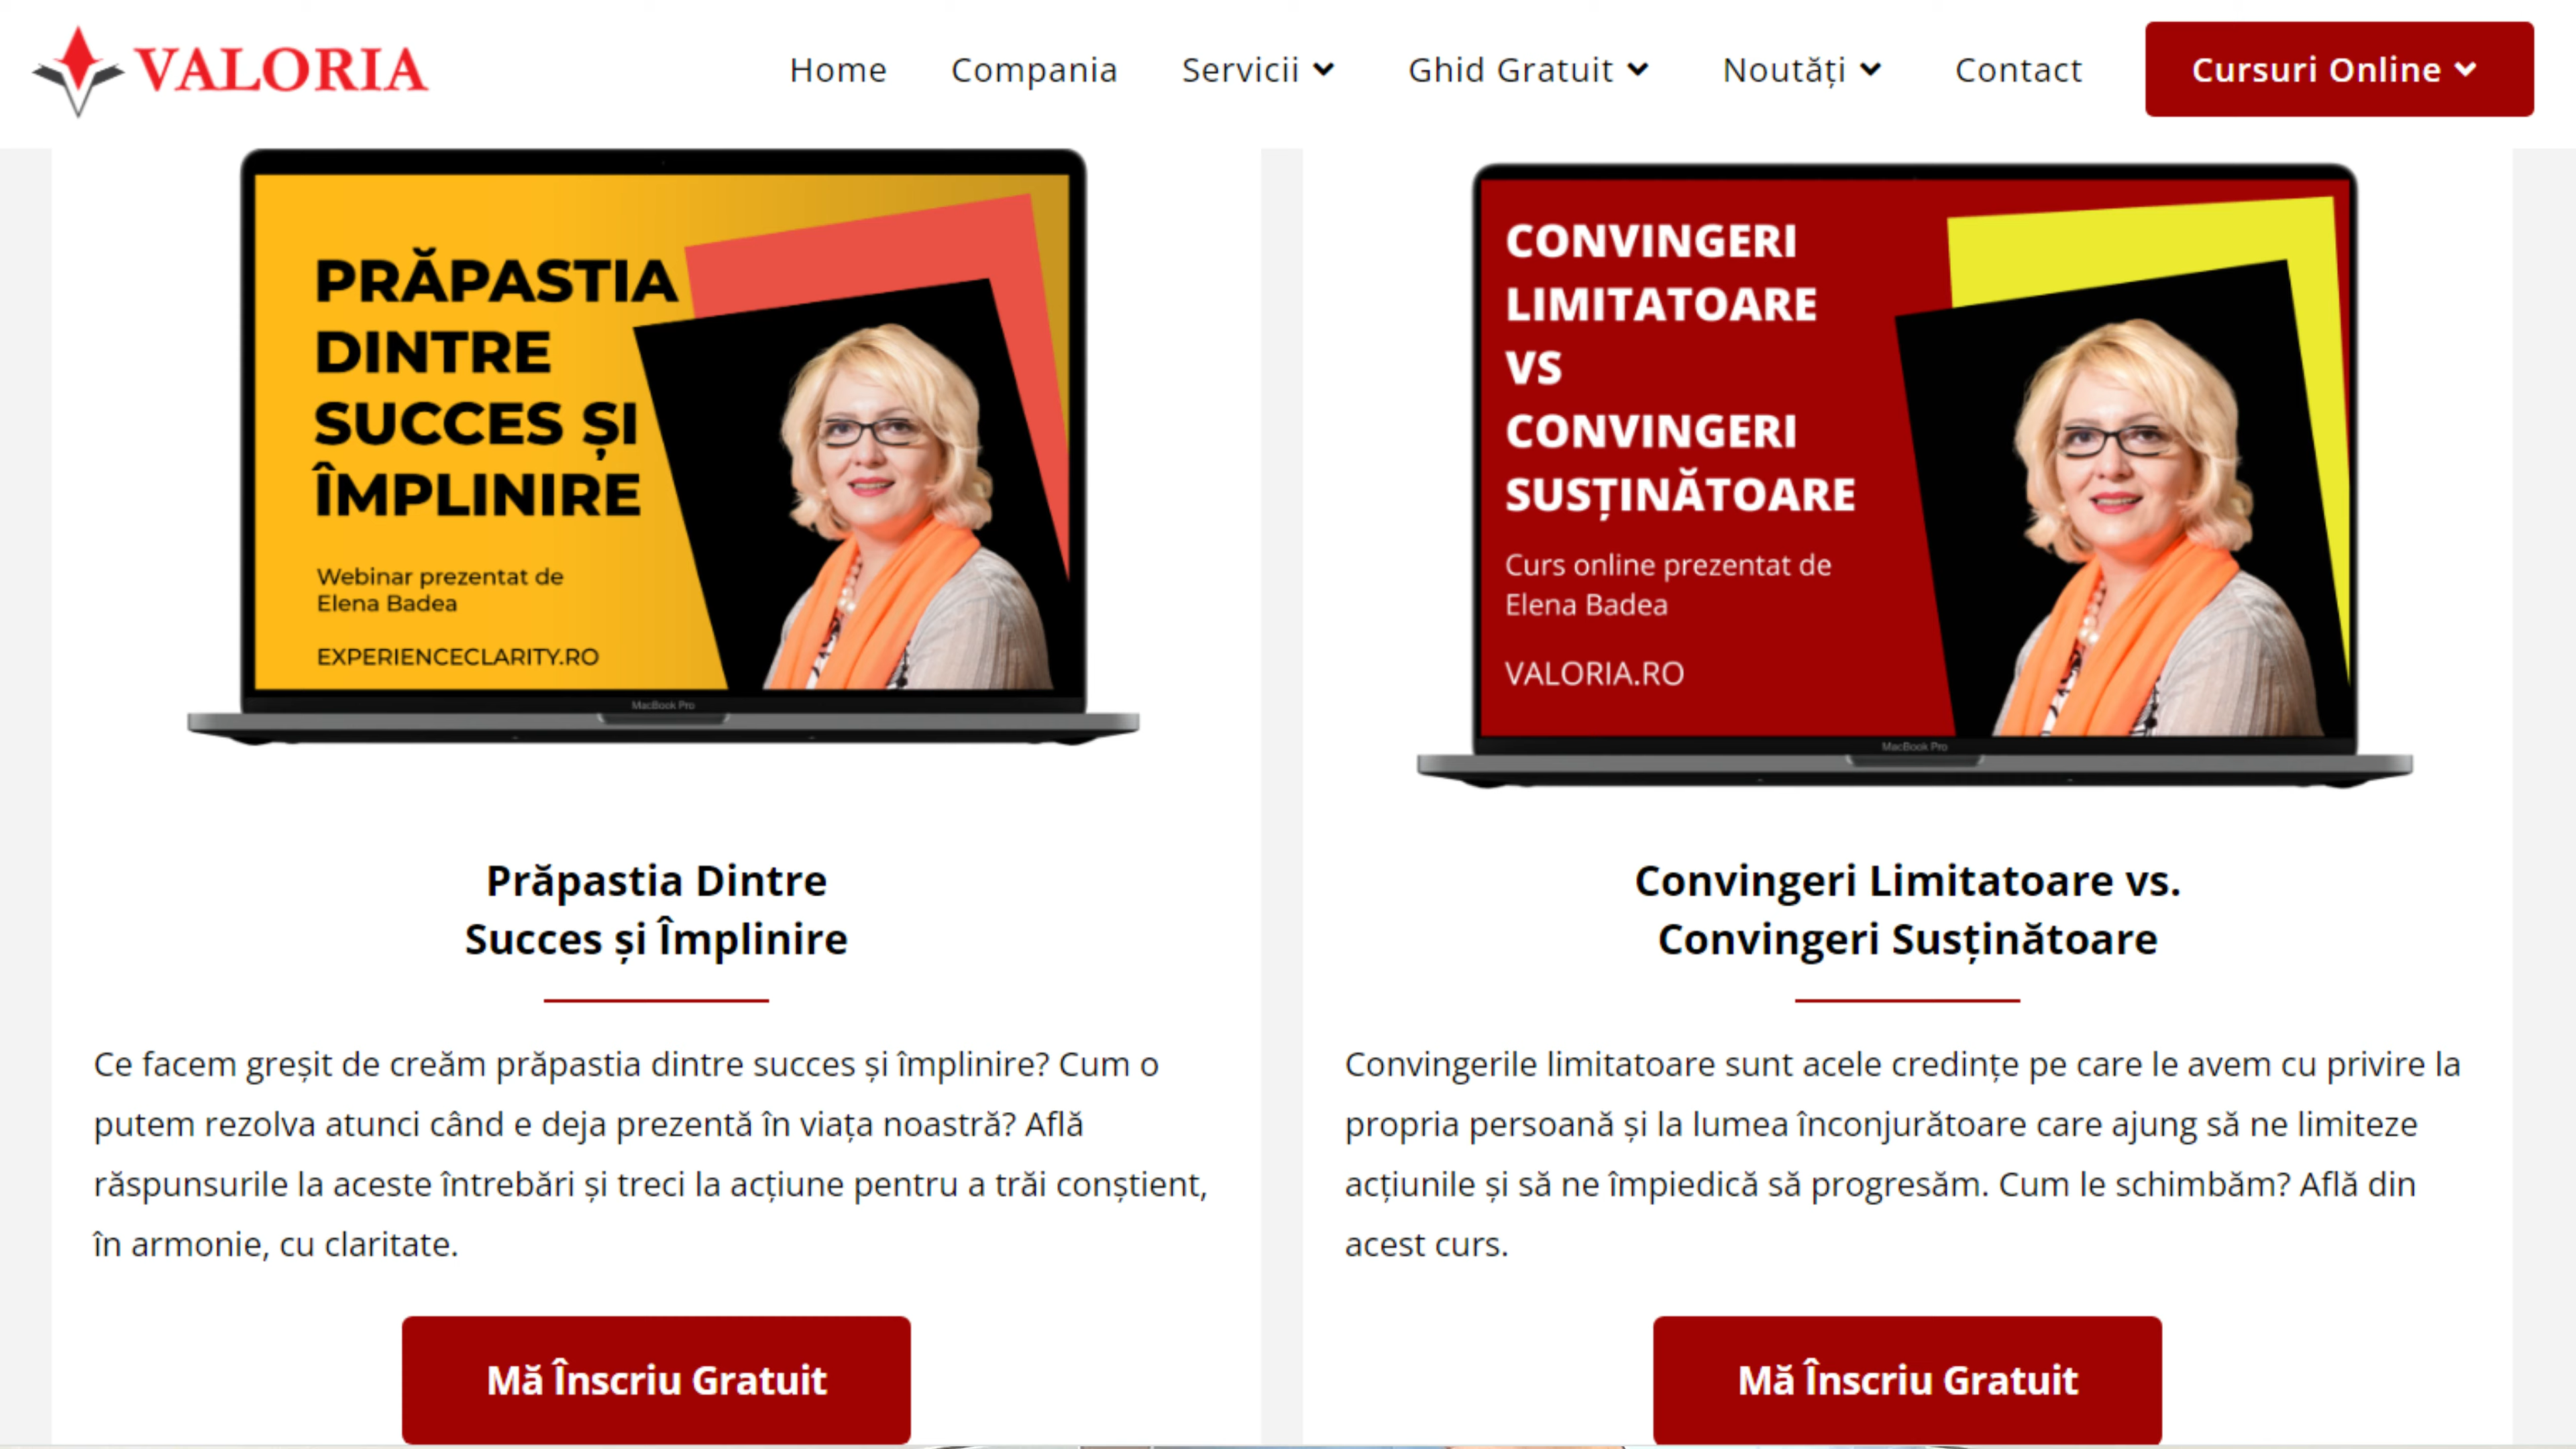 VALORIA
Home Compania Servicii Ghid Gratuit Noutăți Contact Cursuri Online
PRĂPASTIA
DINTRE
SUCCES ȘI
ÎMPLINIRE
Webinar prezentat de
Elena Badea
EXPERIENCECLARITY.RO
MacBook Pro
Prăpastia Dintre
Succes și Împlinire
Ce facem greșit de creăm prăpastia dintre succes și împlinire? Cum o
putem rezolva atunci când e deja prezentă în viața noastră? Află
răspunsurile la aceste întrebări și treci la acțiune pentru a trăi conștient,
în armonie, cu claritate.
Mă Înscriu Gratuit
CONVINGERI
LIMITATOARE
VS
CONVINGERI
SUSȚINĂTOARE
Curs online prezentat de
Elena Badea
VALORIA.RO
MacBook Pro
Convingeri Limitatoare vs.
Convingeri Susținătoare
Convingerile limitatoare sunt acele credințe pe care le avem cu privire la
propria persoană și la lumea înconjurătoare care ajung să ne limiteze
acțiunile și să ne împiedică să progresăm. Cum le schimbăm? Află din
acest curs.
Mă Înscriu Gratuit